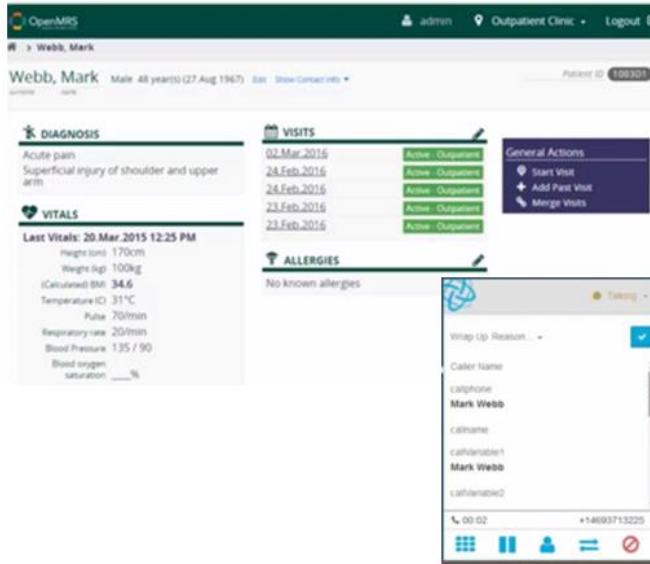 OpenMRS
admin
Outpatient Clinic
Logout
Webb, Mark
Webb, Mark Male 48 year(s) (27 Aug 1967) Edit Show Contact Info
surname name
Patient ID 1003D1
DIAGNOSIS
Acute pain
Superficial injury of shoulder and upper
arm
VITALS
Last Vitals: 20.Mar.2015 12:25 PM
Height (cm) 170cm
Weight (kg) 100kg
(Calculated) BMI 34.6
Temperature (C) 31°C
Pulse 70/min
Respiratory rate 20/min
Blood Pressure 135 / 90
Blood oxygen
saturation ___%
VISITS
02.Mar.2016 Active - Outpatient
24.Feb.2016 Active - Outpatient
24.Feb.2016 Active - Outpatient
23.Feb.2016 Active - Outpatient
23.Feb.2016 Active - Outpatient
ALLERGIES
No known allergies
General Actions
Start Visit
Add Past Visit
Merge Visits
Talking
Wrap Up Reason...
Caller Name
callphone
Mark Webb
callname
callVariable1
Mark Webb
callVariable2
00:02 +14693713225